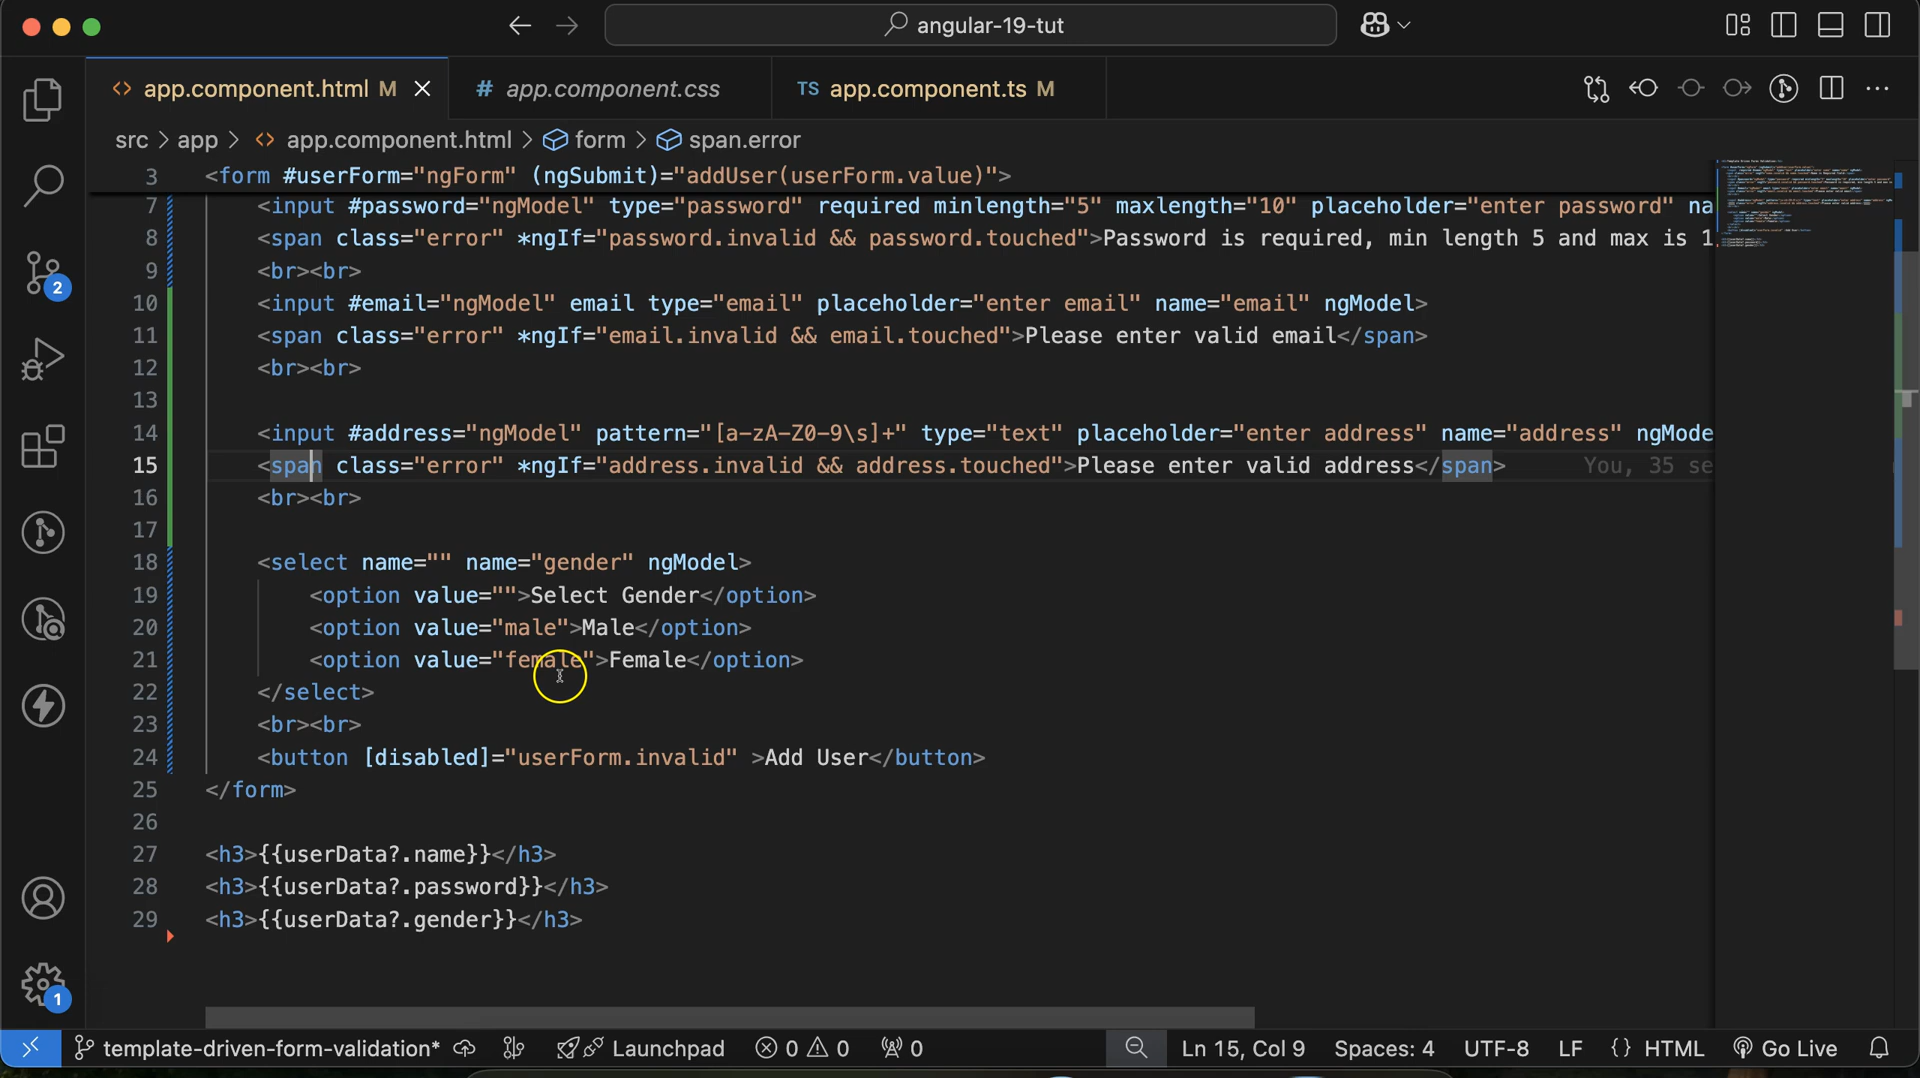 angular-19-tut
app.component.html M
# app.component.css
TS app.component.ts M
src > app > app.component.html > form > span.error
3 <form #userForm="ngForm" (ngSubmit)="addUser(userForm.value)">
7 <input #password="ngModel" type="password" required minlength="5" maxlength="10" placeholder="enter password" na
8 <span class="error" *ngIf="password.invalid && password.touched">Password is required, min length 5 and max is 1
9 <br><br>
10 <input #email="ngModel" email type="email" placeholder="enter email" name="email" ngModel>
11 <span class="error" *ngIf="email.invalid && email.touched">Please enter valid email</span>
12 <br><br>
13
14 <input #address="ngModel" pattern="[a-zA-Z0-9\s]+" type="text" placeholder="enter address" name="address" ngMode
15 <span class="error" *ngIf="address.invalid && address.touched">Please enter valid address</span> You, 35 se
16 <br><br>
17
18 <select name="" name="gender" ngModel>
19 <option value="">Select Gender</option>
20 <option value="male">Male</option>
21 <option value="female">Female</option>
22 </select>
23 <br><br>
24 <button [disabled]="userForm.invalid" >Add User</button>
25 </form>
26
27 <h3>{{userData?.name}}</h3>
28 <h3>{{userData?.password}}</h3>
29 <h3>{{userData?.gender}}</h3>
2
1
template-driven-form-validation* Launchpad 0 0 0 Ln 15, Col 9 Spaces: 4 UTF-8 LF {} HTML Go Live